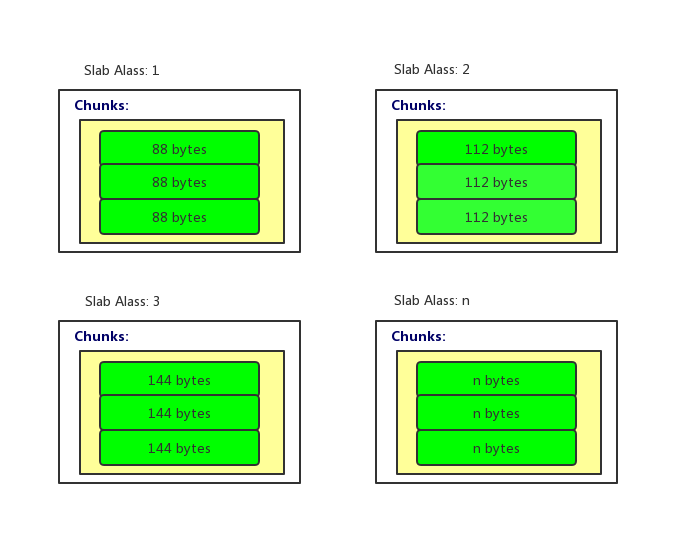 Slab Alass: 1
Chunks:
88 bytes
88 bytes
88 bytes
Slab Alass: 2
Chunks:
112 bytes
112 bytes
112 bytes
Slab Alass: 3
Chunks:
144 bytes
144 bytes
144 bytes
Slab Alass: n
Chunks:
n bytes
n bytes
n bytes